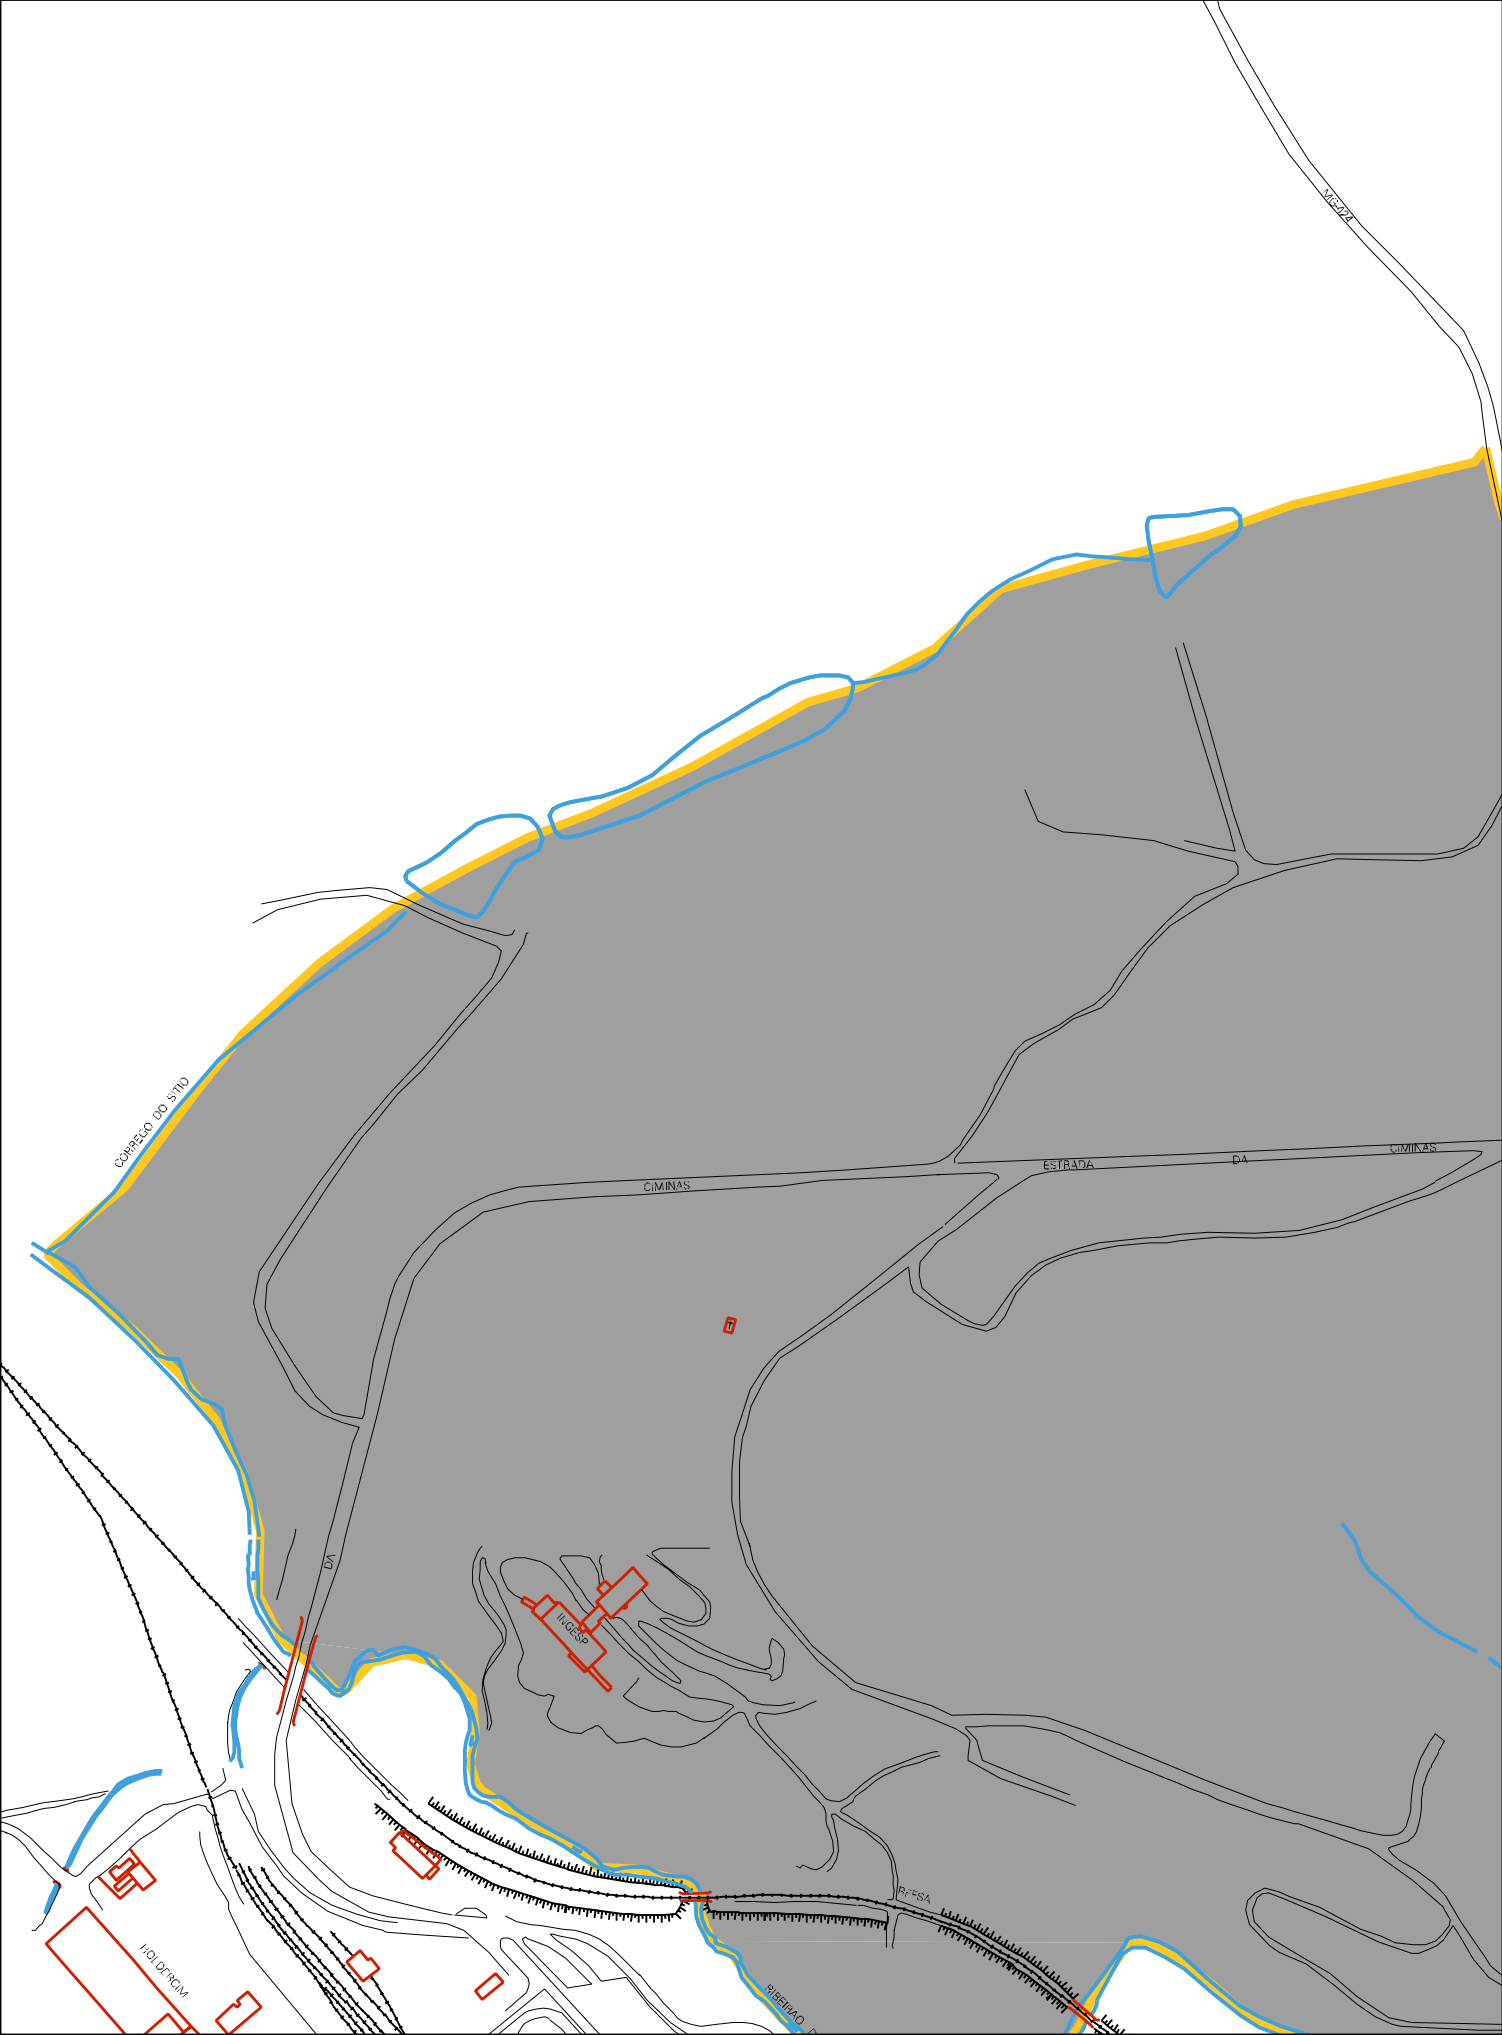 MG-424
CORREGO DO SITIO
CIMINAS
ESTRADA
DA
CIMINAS
DA
INGESP
RFFSA
HOLDERCIM
RIBEIRAO D